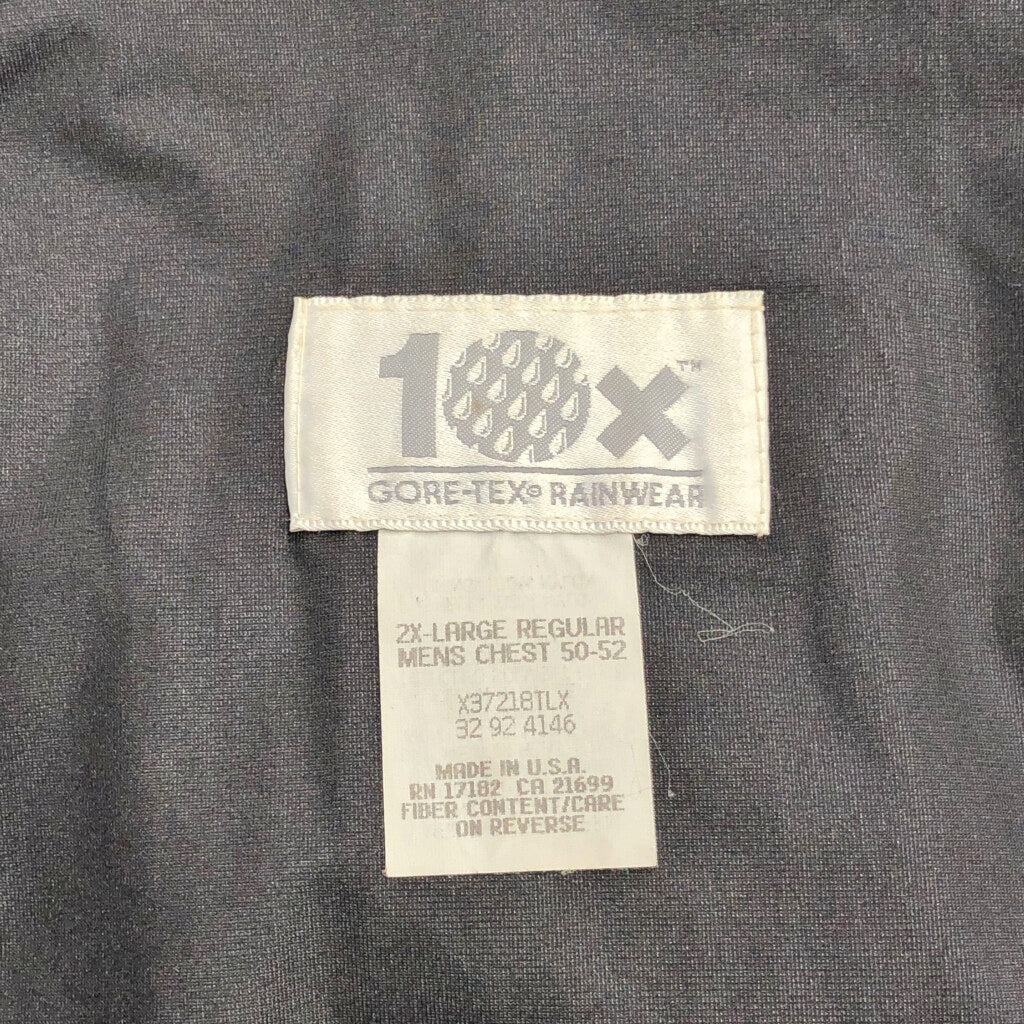 10x™
GORE-TEX® RAINWEAR
2X-LARGE REGULAR
MENS CHEST 50-52
X37218TLX
32 92 4146
MADE IN U.S.A.
RN 17182 CA 21699
FIBER CONTENT/CARE
ON REVERSE